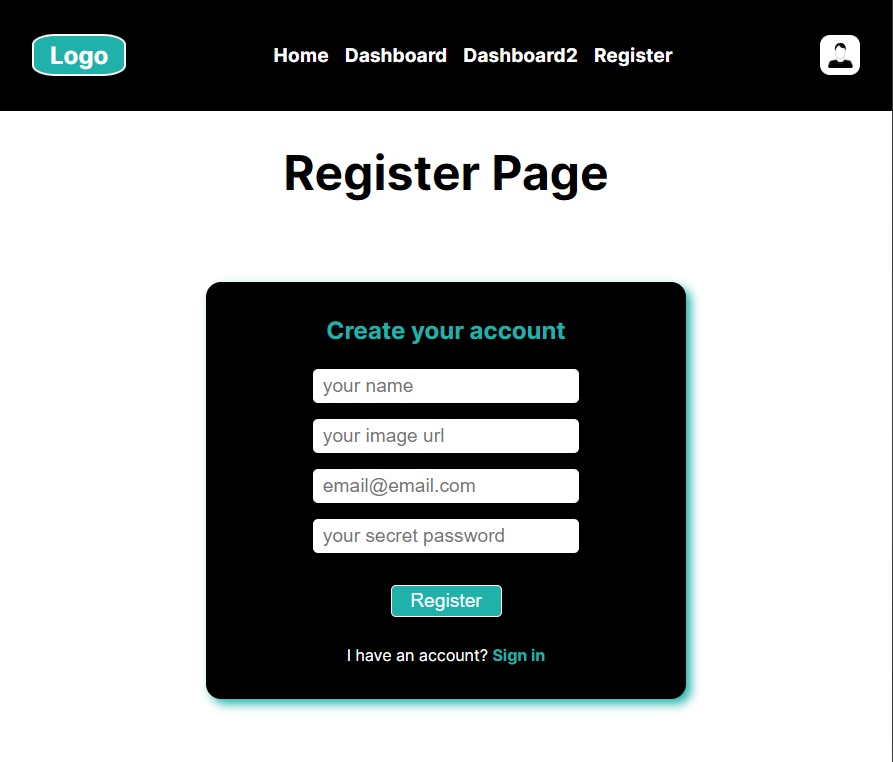 Logo Home Dashboard Dashboard2 Register
Register Page
Create your account
your name
your image url
email@email.com
your secret password
Register
I have an account? Sign in